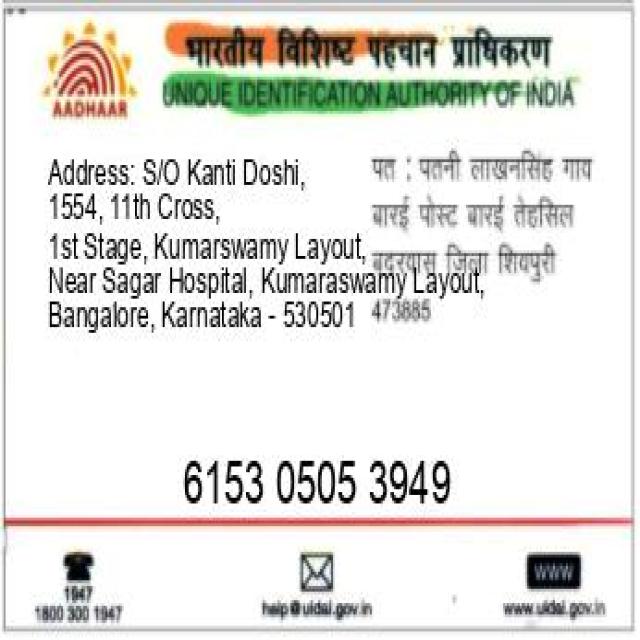 भारतीय विशिष्ट पहचान प्राधिकरण
AADHAAR
UNIQUE IDENTIFICATION AUTHORITY OF INDIA
Address: S/O Kanti Doshi,
1554, 11th Cross,
1st Stage, Kumarswamy Layout,
Near Sagar Hospital, Kumaraswamy Layout,
Bangalore, Karnataka - 530501
पत : पतनी लाखनसिंह गाय
बारई पोस्ट बारई तेहसिल
बदरवास जिला शिवपुरी
473885
6153 0505 3949
1947
1800 300 1947
help@uidai.gov.in
www
www.uidai.gov.in